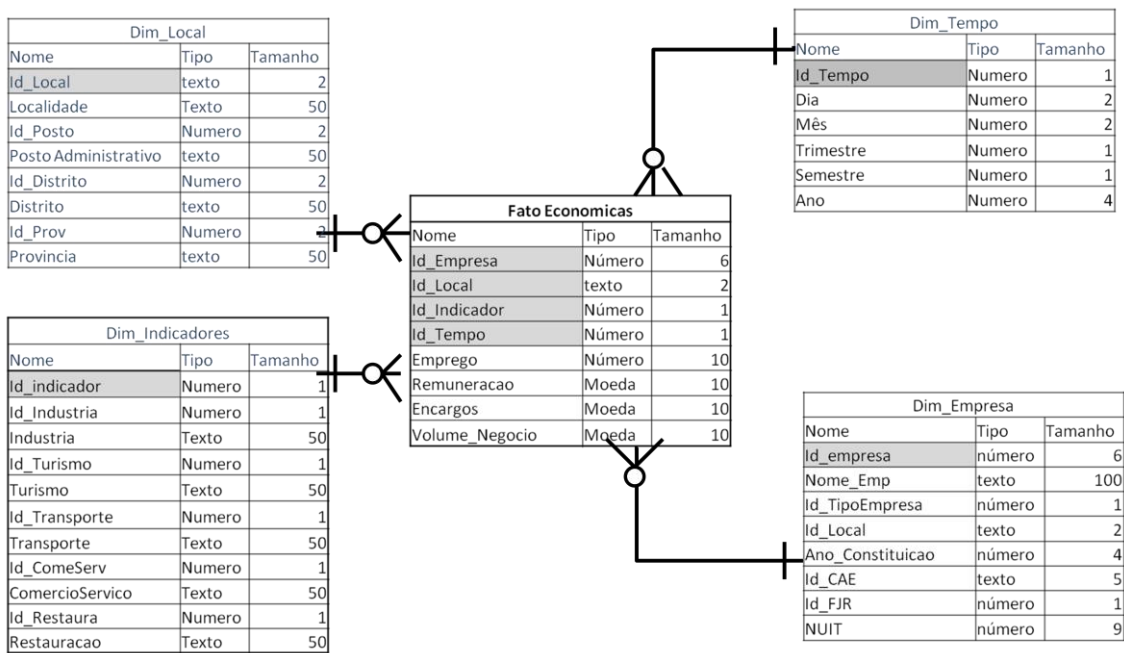 Dim_Local
Nome Tipo Tamanho
Id_Local texto 2
Localidade Texto 50
Id_Posto Numero 2
Posto Administrativo texto 50
Id_Distrito Numero 2
Distrito texto 50
Id_Prov Numero 2
Provincia texto 50
Dim_Tempo
Nome Tipo Tamanho
Id_Tempo Numero 1
Dia Numero 2
Mês Numero 2
Trimestre Numero 1
Semestre Numero 1
Ano Numero 4
Fato Economicas
Nome Tipo Tamanho
Id_Empresa Número 6
Id_Local texto 2
Id_Indicador Número 1
Id_Tempo Número 1
Emprego Número 10
Remuneracao Moeda 10
Encargos Moeda 10
Volume_Negocio Moeda 10
Dim_Indicadores
Nome Tipo Tamanho
Id_indicador Numero 1
Id_Industria Numero 1
Industria Texto 50
Id_Turismo Numero 1
Turismo Texto 50
Id_Transporte Numero 1
Transporte Texto 50
Id_ComeServ Numero 1
ComercioServico Texto 50
Id_Restaura Numero 1
Restauracao Texto 50
Dim_Empresa
Nome Tipo Tamanho
Id_empresa número 6
Nome_Emp texto 100
Id_TipoEmpresa número 1
Id_Local texto 2
Ano_Constituicao número 4
Id_CAE texto 5
Id_FJR número 1
NUIT número 9